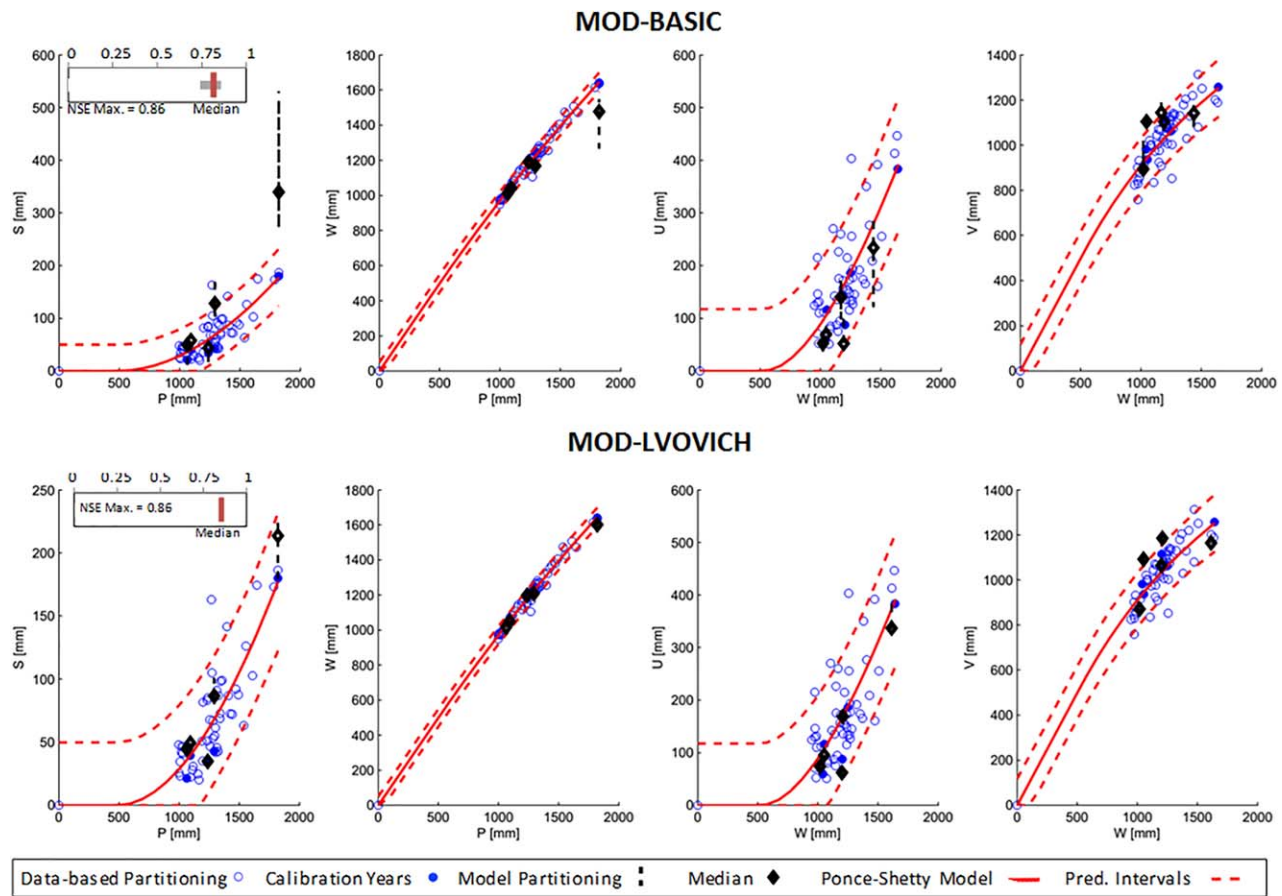 MOD-BASIC
0 0.25 0.5 0.75 1
NSE Max. = 0.86 Median
600
500
400
300
200
100
0
S [mm]
0 500 1000 1500 2000
P [mm]
1800
1600
1400
1200
1000
800
600
400
200
0
W [mm]
0 500 1000 1500 2000
P [mm]
600
500
400
300
200
100
0
U [mm]
0 500 1000 1500 2000
W [mm]
1400
1200
1000
800
600
400
200
0
V [mm]
0 500 1000 1500 2000
W [mm]
MOD-LVOVICH
0 0.25 0.5 0.75 1
NSE Max. = 0.86
Median
250
200
150
100
50
0
S [mm]
0 500 1000 1500 2000
P [mm]
1800
1600
1400
1200
1000
800
600
400
200
0
W [mm]
0 500 1000 1500 2000
P [mm]
600
500
400
300
200
100
0
U [mm]
0 500 1000 1500 2000
W [mm]
1400
1200
1000
800
600
400
200
0
V [mm]
0 500 1000 1500 2000
W [mm]
Data-based Partitioning Calibration Years Model Partitioning Median Ponce-Shetty Model Pred. Intervals